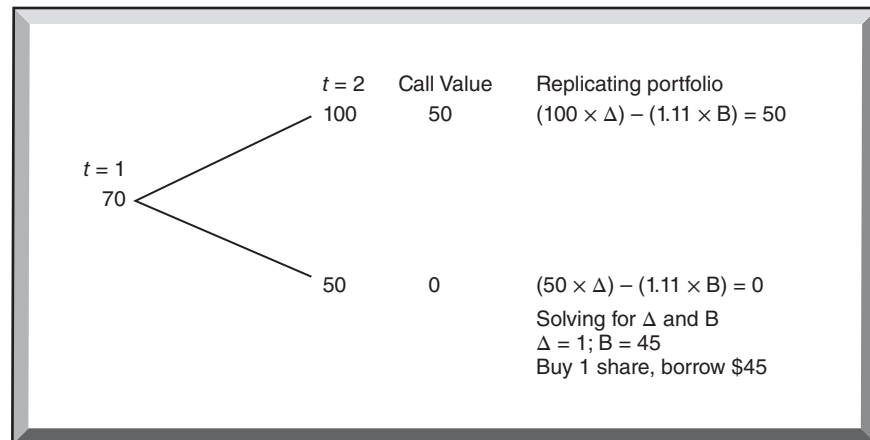 t = 2 Call Value Replicating portfolio
100 50 (100 × Δ) – (1.11 × B) = 50
t = 1
70
50 0 (50 × Δ) – (1.11 × B) = 0
Solving for Δ and B
Δ = 1; B = 45
Buy 1 share, borrow $45